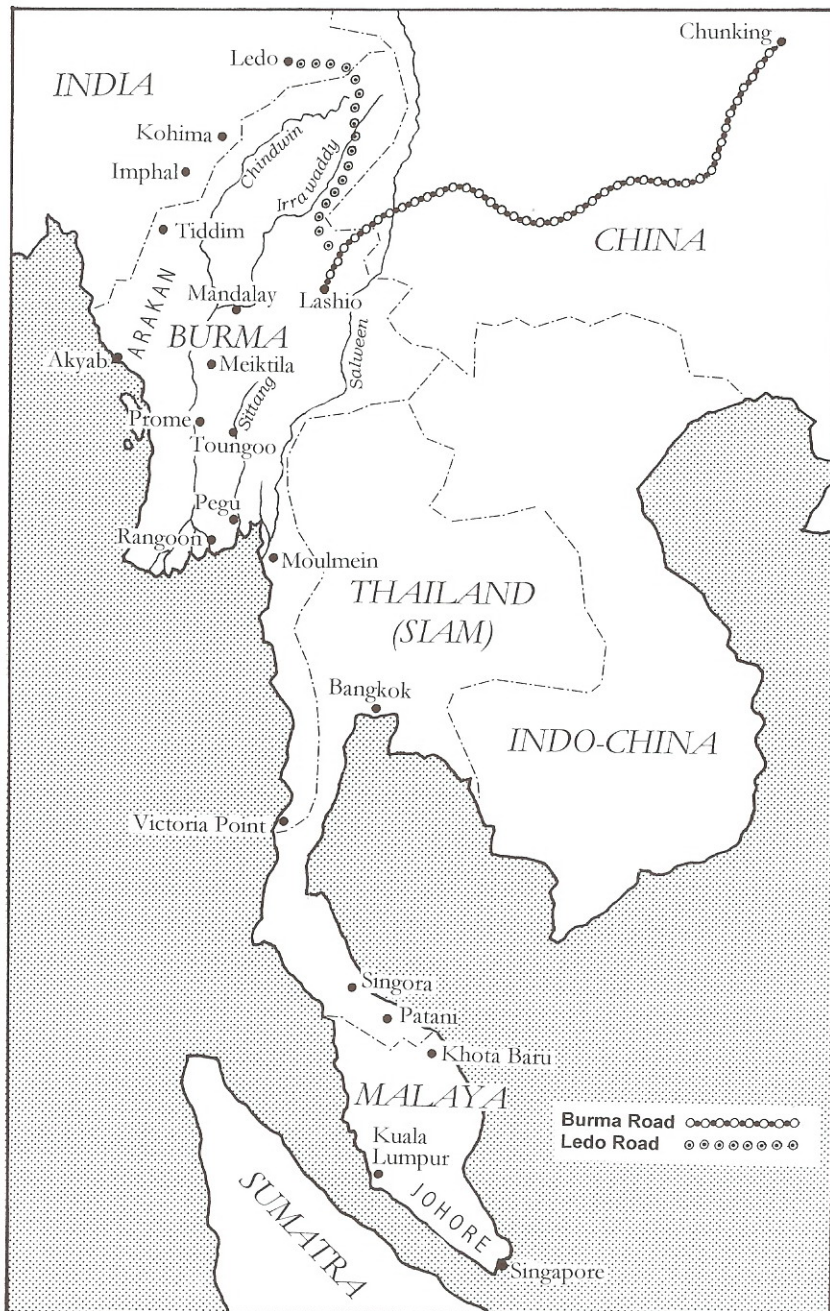 Chunking
Ledo
INDIA
Kohima
Chindwin
Imphal
Irrawaddy
Tiddim
CHINA
ARAKAN
Mandalay
Lashio
BURMA
Akyab
Meiktila
Salween
Sittang
Prome
Toungoo
Pegu
Rangoon
Moulmein
THAILAND
(SIAM)
Bangkok
INDO-CHINA
Victoria Point
Singora
Patani
Khota Baru
MALAYA
Burma Road
Ledo Road
Kuala
Lumpur
JOHORE
SUMATRA
Singapore